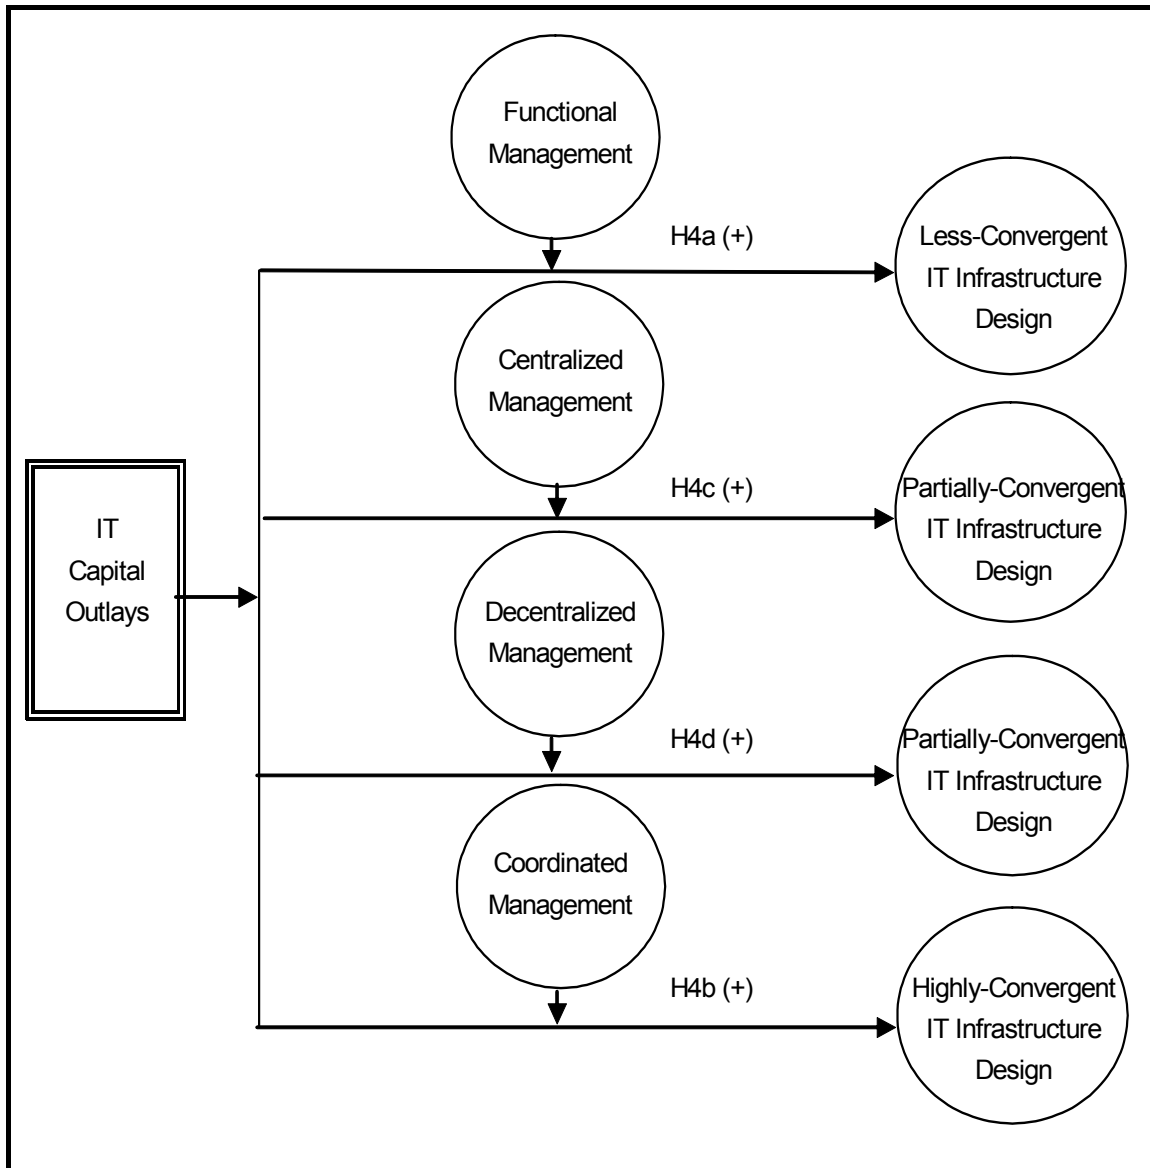 Functional
Management
H4a (+)
Less-Convergent
IT Infrastructure
Design
Centralized
Management
H4c (+)
Partially-Convergent
IT Infrastructure
Design
IT
Capital
Outlays
Decentralized
Management
H4d (+)
Partially-Convergent
IT Infrastructure
Design
Coordinated
Management
H4b (+)
Highly-Convergent
IT Infrastructure
Design